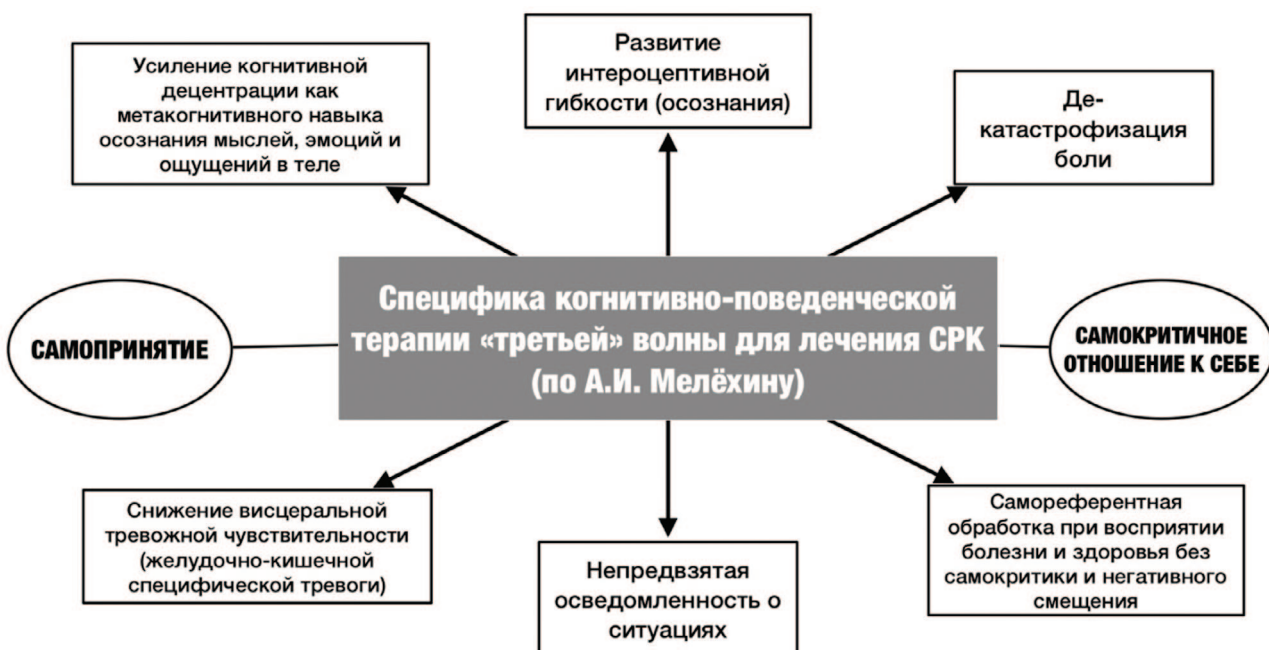 Усиление когнитивной
децентрации как
метакогнитивного навыка
осознания мыслей, эмоций и
ощущений в теле
Развитие
интероцептивной
гибкости (осознания)
Де-
катастрофизация
боли
САМОПРИНЯТИЕ
Специфика когнитивно-поведенческой
терапии «третьей» волны для лечения СРК
(по А.И. Мелёхину)
САМОКРИТИЧНОЕ
ОТНОШЕНИЕ К СЕБЕ
Снижение висцеральной
тревожной чувствительности
(желудочно-кишечной
специфической тревоги)
Непредвзятая
осведомленность о
ситуациях
Самореферентная
обработка при восприятии
болезни и здоровья без
самокритики и негативного
смещения